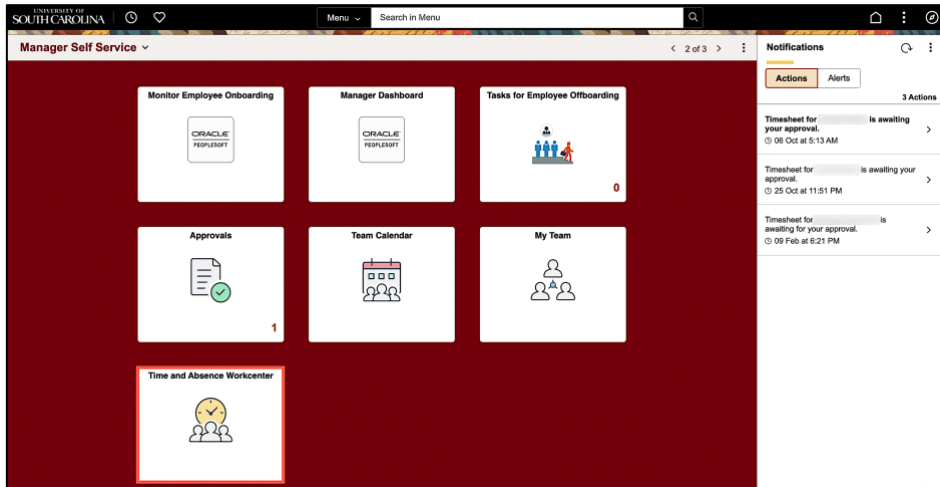 UNIVERSITY OF
SOUTH CAROLINA
Menu
Search in Menu
Manager Self Service
2 of 3
Monitor Employee Onboarding
ORACLE
PEOPLESOFT
Manager Dashboard
ORACLE
PEOPLESOFT
Tasks for Employee Offboarding
0
Approvals
1
Team Calendar
My Team
Time and Absence Workcenter
Notifications
Actions
Alerts
3 Actions
Timesheet for is awaiting
your approval.
06 Oct at 5:13 AM
Timesheet for is awaiting your
approval.
25 Oct at 11:51 PM
Timesheet for is
awaiting for your approval.
09 Feb at 6:21 PM